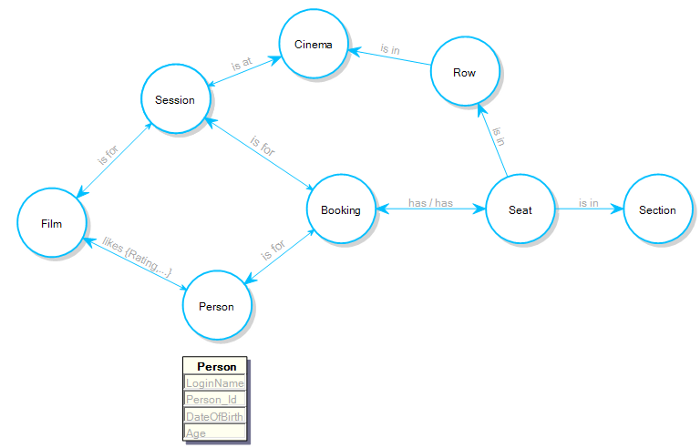 Cinema
is in
is at
Row
Session
is for
is for
is in
Film
Booking
has / has
Seat
is in
Section
likes {Rating,...}
is for
Person
Person
LoginName
Person_Id
DateOfBirth
Age